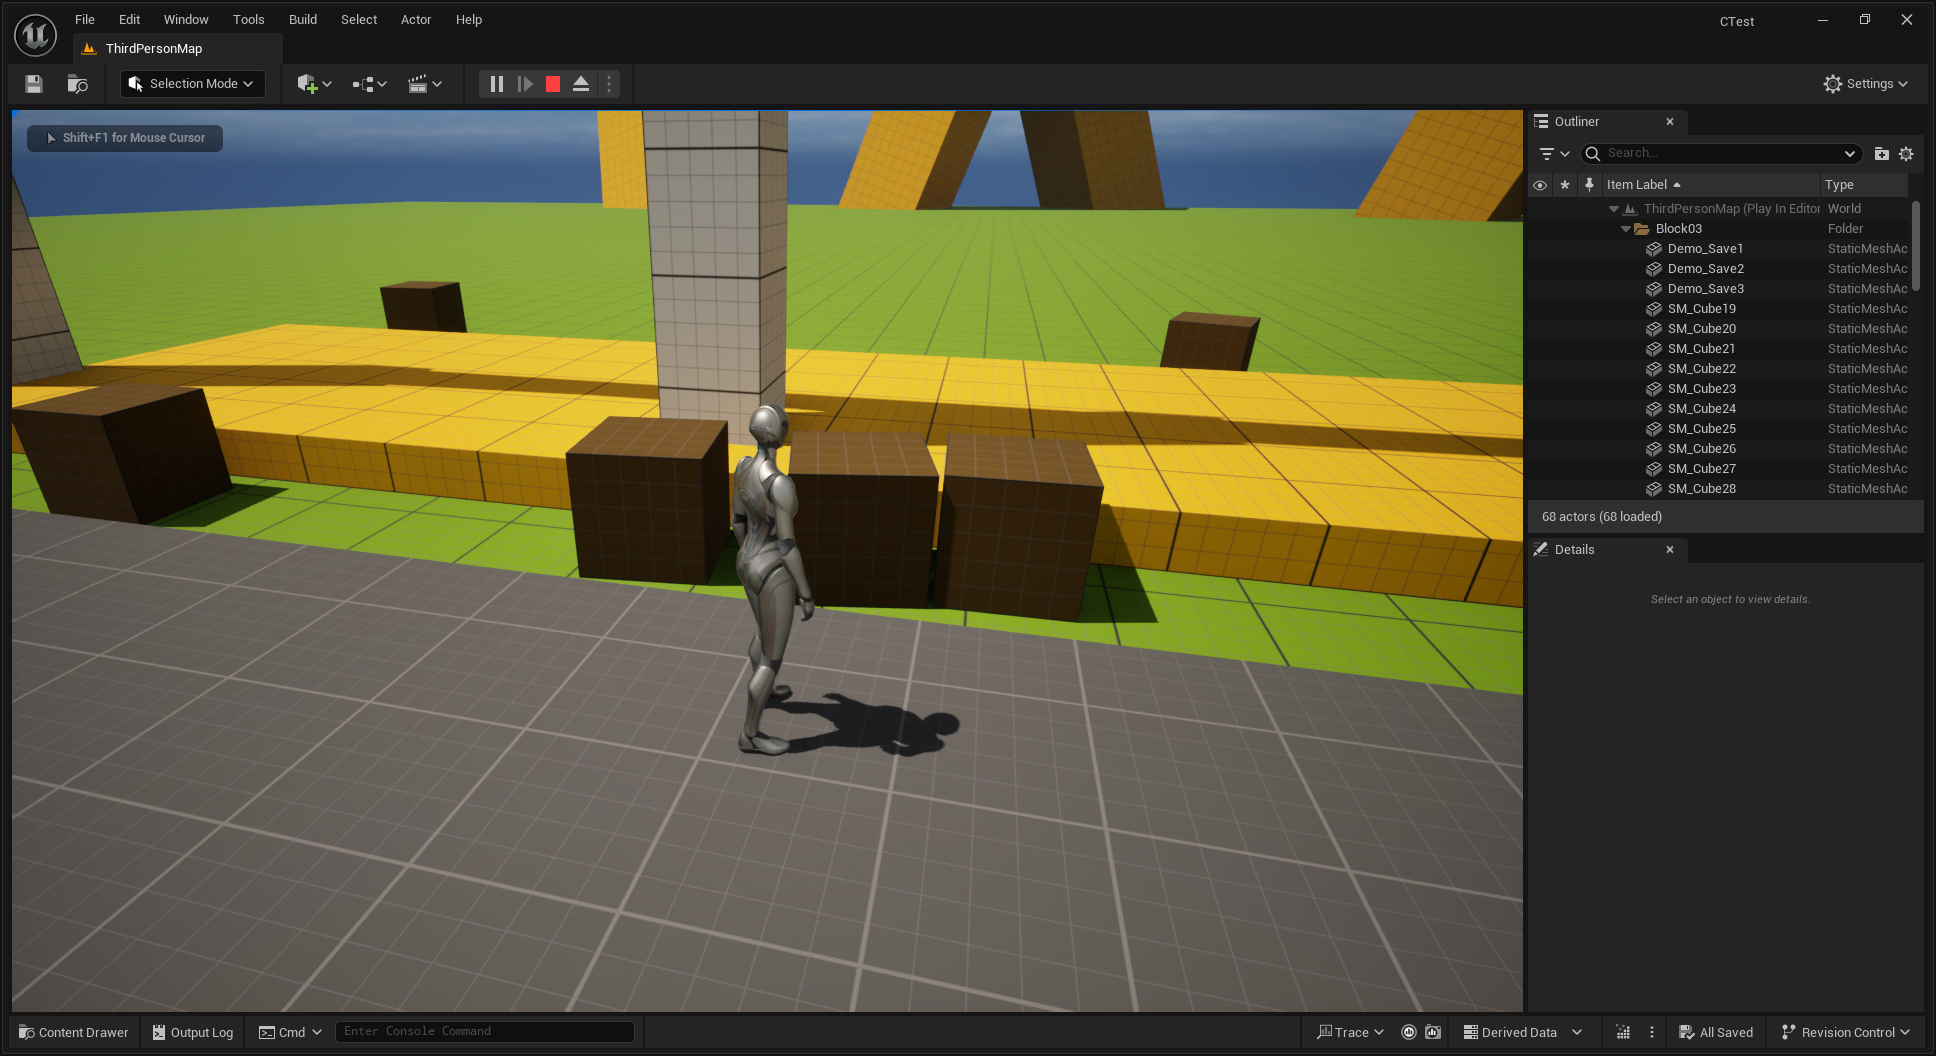 File Edit Window Tools Build Select Actor Help
CTest
ThirdPersonMap
Selection Mode
Settings
Shift+F1 for Mouse Cursor
Outliner
Search...
Item Label Type
ThirdPersonMap (Play In Editor World
Block03 Folder
Demo_Save1 StaticMeshAc
Demo_Save2 StaticMeshAc
Demo_Save3 StaticMeshAc
SM_Cube19 StaticMeshAc
SM_Cube20 StaticMeshAc
SM_Cube21 StaticMeshAc
SM_Cube22 StaticMeshAc
SM_Cube23 StaticMeshAc
SM_Cube24 StaticMeshAc
SM_Cube25 StaticMeshAc
SM_Cube26 StaticMeshAc
SM_Cube27 StaticMeshAc
SM_Cube28 StaticMeshAc
68 actors (68 loaded)
Details
Select an object to view details.
Content Drawer Output Log Cmd Enter Console Command Trace Derived Data All Saved Revision Control